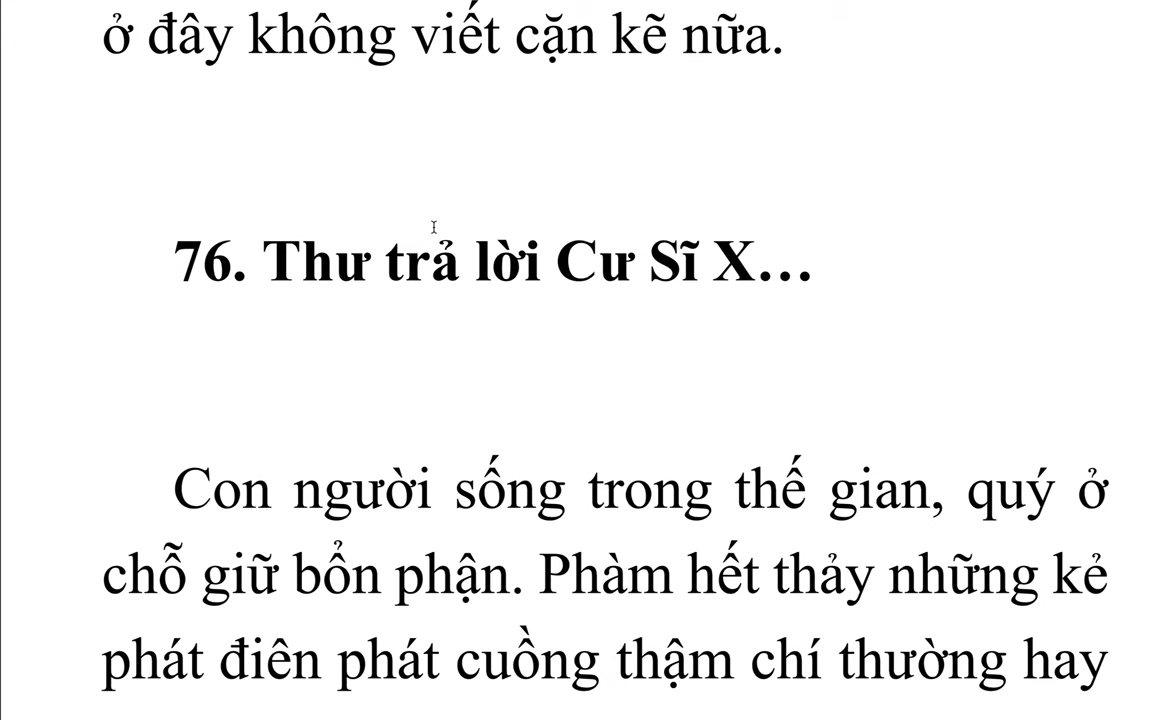 ở đây không viết cặn kẽ nữa.
76. Thư trả lời Cư Sĩ X…
Con người sống trong thế gian, quý ở
chỗ giữ bổn phận. Phàm hết thảy những kẻ
phát điên phát cuồng thậm chí thường hay